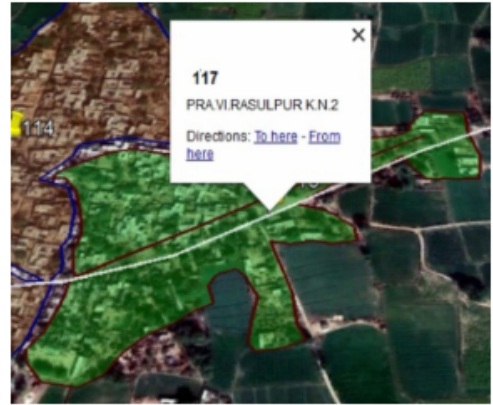 117
PRA.VI.RASULPUR K.N.2
Directions: To here - From
here
114